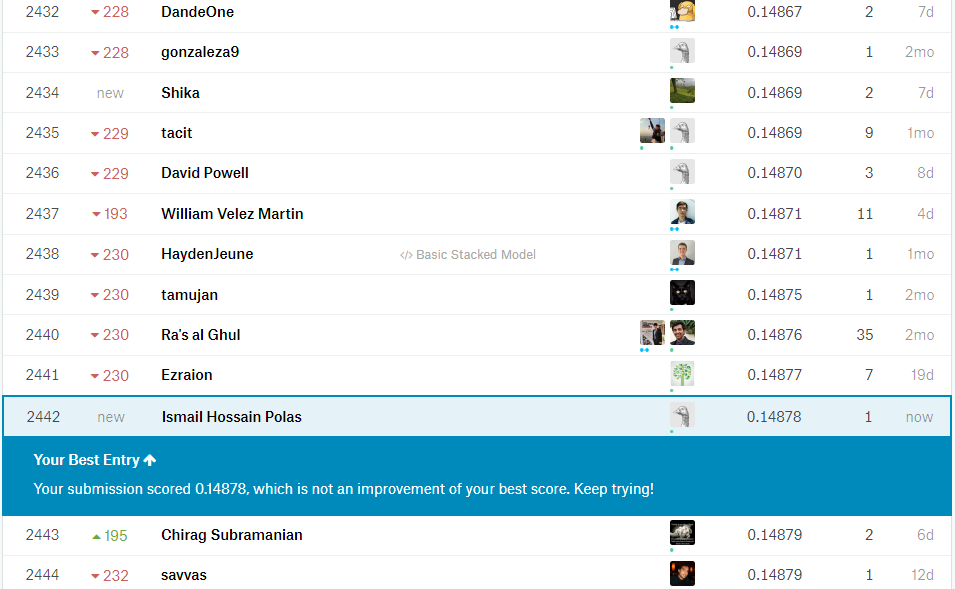 2432 228 DandeOne 0.14867 2 7d
2433 228 gonzaleza9 0.14869 1 2mo
2434 new Shika 0.14869 2 7d
2435 229 tacit 0.14869 9 1mo
2436 229 David Powell 0.14870 3 8d
2437 193 William Velez Martin 0.14871 11 4d
2438 230 HaydenJeune </> Basic Stacked Model 0.14871 1 1mo
2439 230 tamujan 0.14875 1 2mo
2440 230 Ra's al Ghul 0.14876 35 2mo
2441 230 Ezraion 0.14877 7 19d
2442 new Ismail Hossain Polas 0.14878 1 now
Your Best Entry
Your submission scored 0.14878, which is not an improvement of your best score. Keep trying!
2443 195 Chirag Subramanian 0.14879 2 6d
2444 232 savvas 0.14879 1 12d